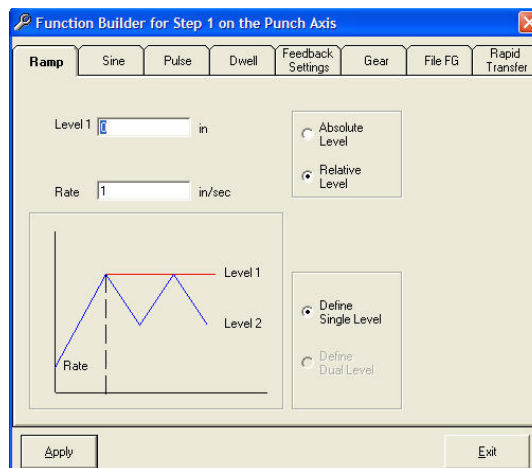 Function Builder for Step 1 on the Punch Axis
Ramp
Sine
Pulse
Dwell
Feedback
Settings
Gear
File FG
Rapid
Transfer
Level 1
0
in
Absolute
Level
Relative
Level
Rate
1
in/sec
Level 1
Level 2
Rate
Define
Single Level
Define
Dual Level
Apply
Exit